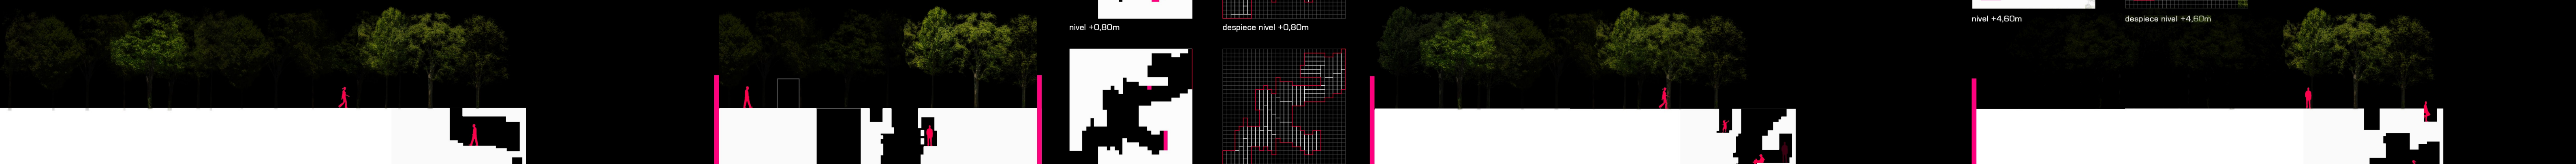 nivel +0,80m
despiece nivel +0,80m
nivel +4,60m
despiece nivel +4,60m